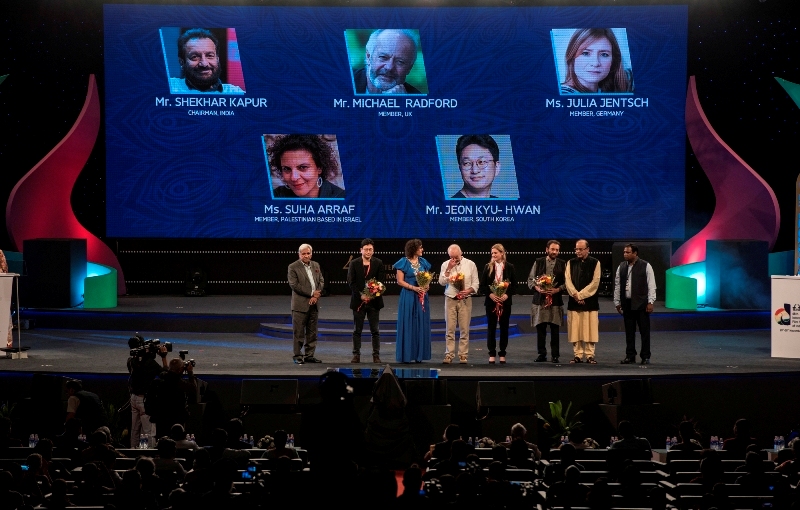 Mr. SHEKHAR KAPUR
CHAIRMAN, INDIA
Mr. MICHAEL RADFORD
MEMBER, UK
Ms. JULIA JENTSCH
MEMBER, GERMANY
Ms. SUHA ARRAF
MEMBER, PALESTINIAN BASED IN ISRAEL
Mr. JEON KYU- HWAN
MEMBER, SOUTH KOREA